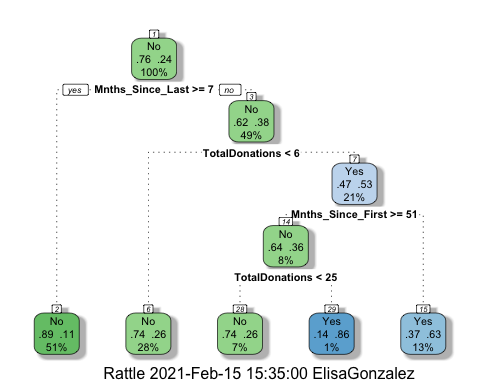 1
No
.76 .24
100%
yes Mnths_Since_Last >= 7 no
3
No
.62 .38
49%
TotalDonations < 6
7
Yes
.47 .53
21%
Mnths_Since_First >= 51
14
No
.64 .36
8%
TotalDonations < 25
2
No
.89 .11
51%
6
No
.74 .26
28%
28
No
.74 .26
7%
29
Yes
.14 .86
1%
15
Yes
.37 .63
13%
Rattle 2021-Feb-15 15:35:00 ElisaGonzalez